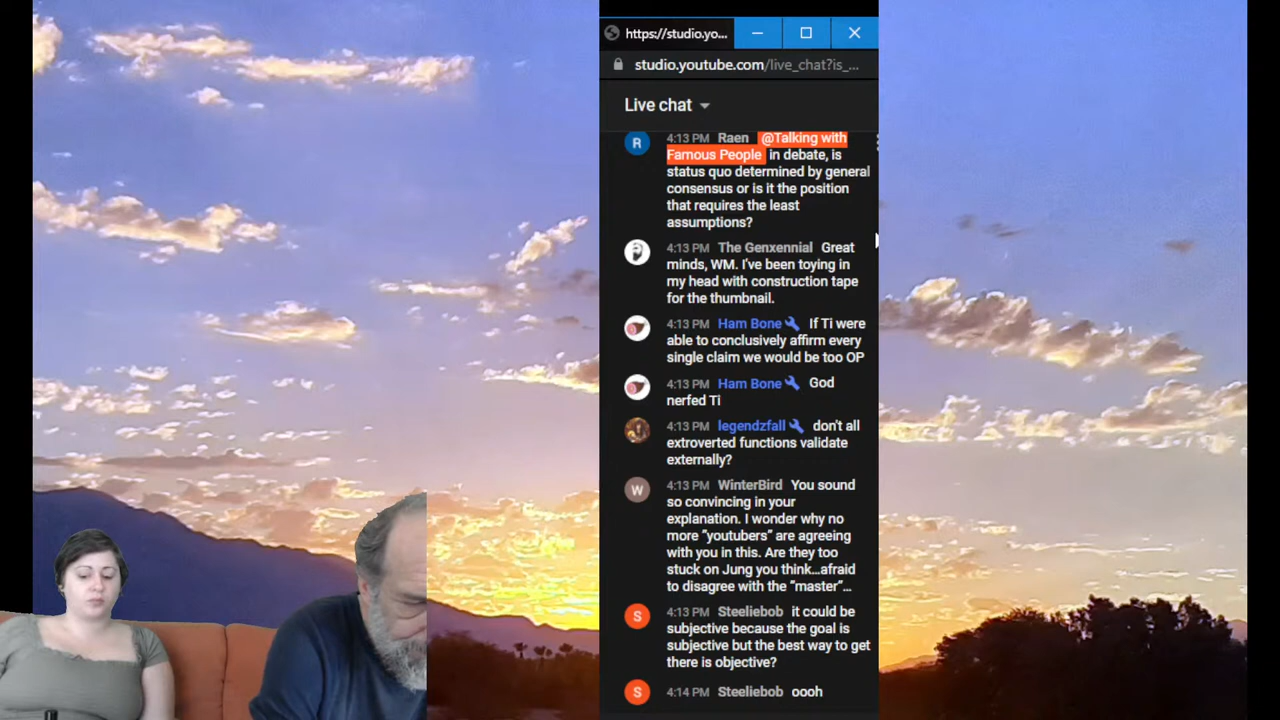 https://studio.yo...
studio.youtube.com/live_chat?is_...
Live chat
R
4:13 PM Raen @Talking with
Famous People in debate, is
status quo determined by general
consensus or is it the position
that requires the least
assumptions?
4:13 PM The Genxennial Great
minds, WM. I've been toying in
my head with construction tape
for the thumbnail.
4:13 PM Ham Bone If Ti were
able to conclusively affirm every
single claim we would be too OP
4:13 PM Ham Bone God
nerfed Ti
4:13 PM legendzfall don't all
extroverted functions validate
externally?
W
4:13 PM WinterBird You sound
so convincing in your
explanation. I wonder why no
more "youtubers" are agreeing
with you in this. Are they too
stuck on Jung you think...afraid
to disagree with the "master"...
S
4:13 PM Steeliebob it could be
subjective because the goal is
subjective but the best way to get
there is objective?
S
4:14 PM Steeliebob oooh